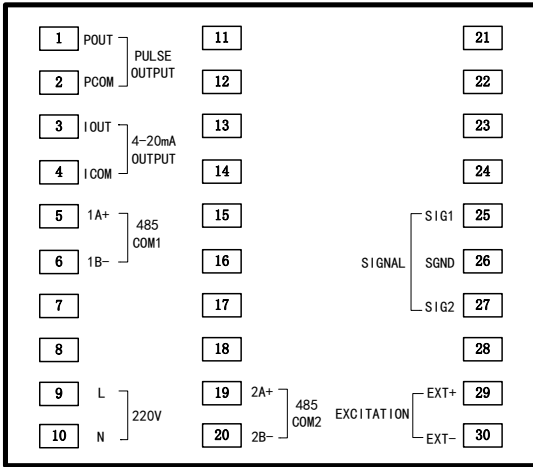 1 POUT
PULSE
OUTPUT
2 PCOM
3 IOUT
4-20mA
OUTPUT
4 ICOM
5 1A+
485
COM1
6 1B-
7
8
9 L
220V
10 N
11
12
13
14
15
16
17
18
19 2A+
485
COM2
20 2B-
21
22
23
24
SIG1 25
SIGNAL SGND 26
SIG2 27
28
EXT+ 29
EXCITATION
EXT- 30